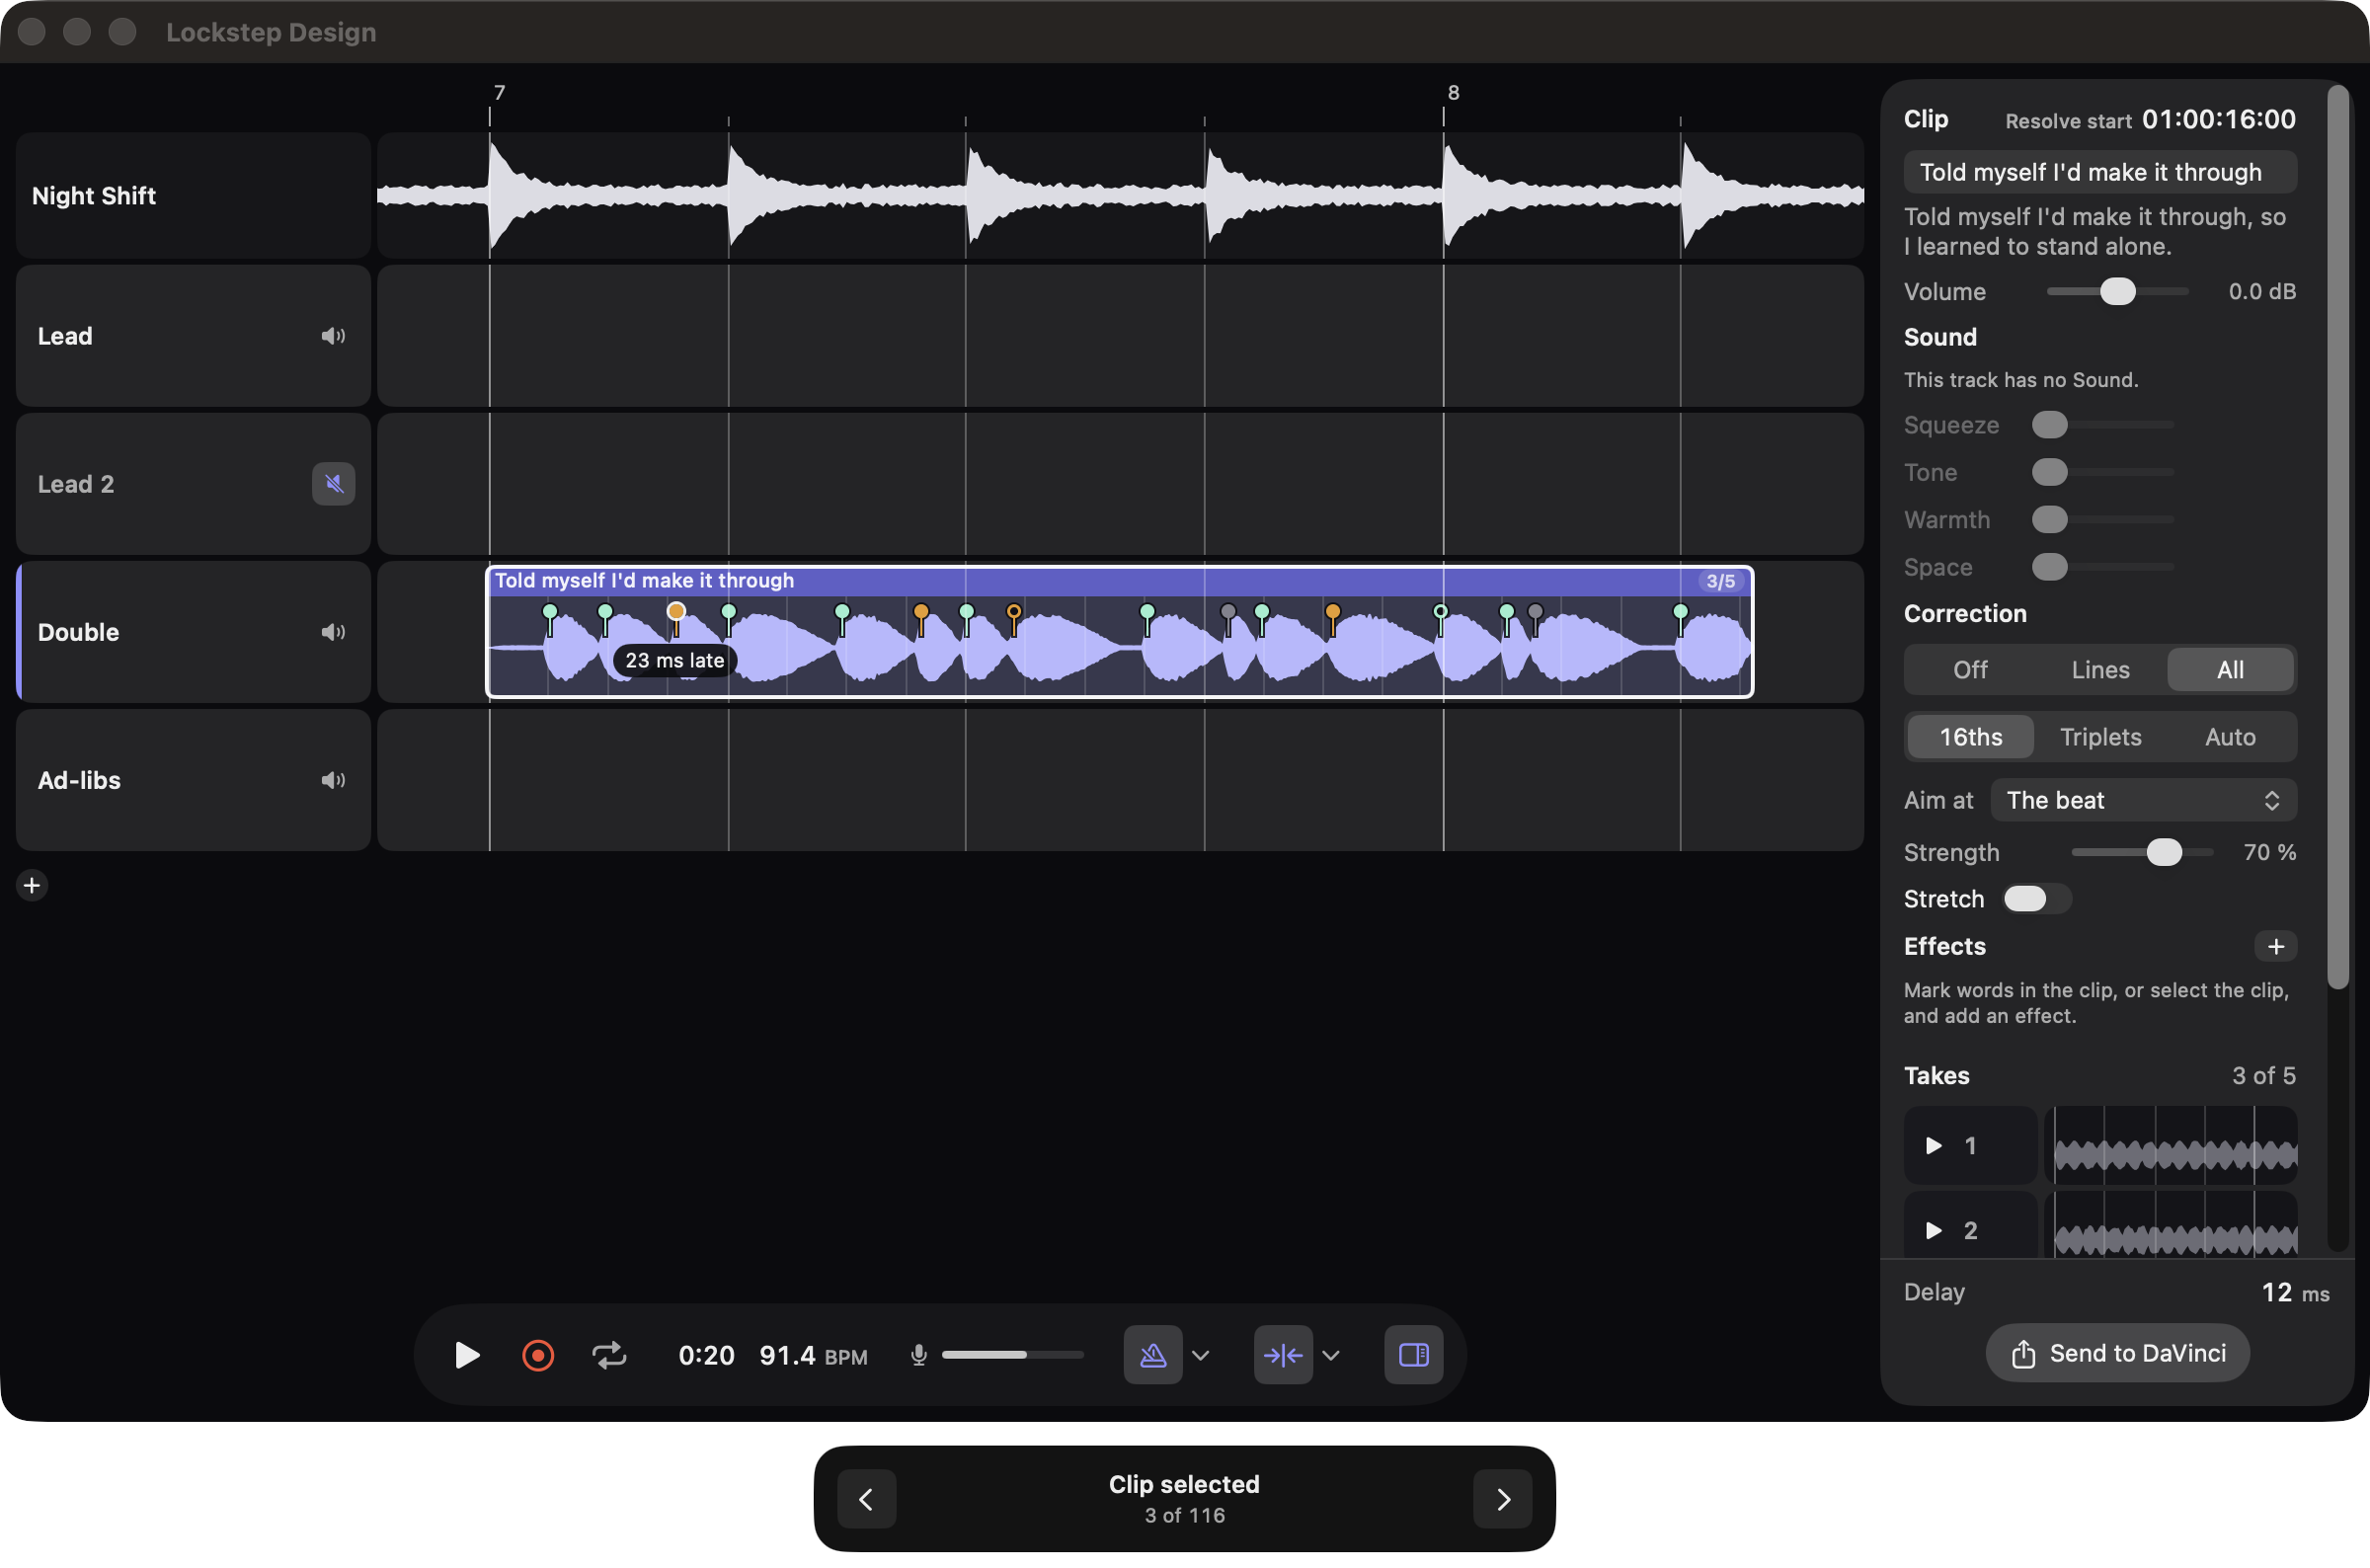 Lockstep Design
7
8
Night Shift
Lead
Lead 2
Double
Told myself I'd make it through
3/5
23 ms late
Ad-libs
0:20
91.4 BPM
Clip
Resolve start 01:00:16:00
Told myself I'd make it through
Told myself I'd make it through, so
I learned to stand alone.
Volume
0.0 dB
Sound
This track has no Sound.
Squeeze
Tone
Warmth
Space
Correction
Off
Lines
All
16ths
Triplets
Auto
Aim at
The beat
Strength
70 %
Stretch
Effects
Mark words in the clip, or select the clip,
and add an effect.
Takes
3 of 5
1
2
Delay
12 ms
Send to DaVinci
Clip selected
3 of 116